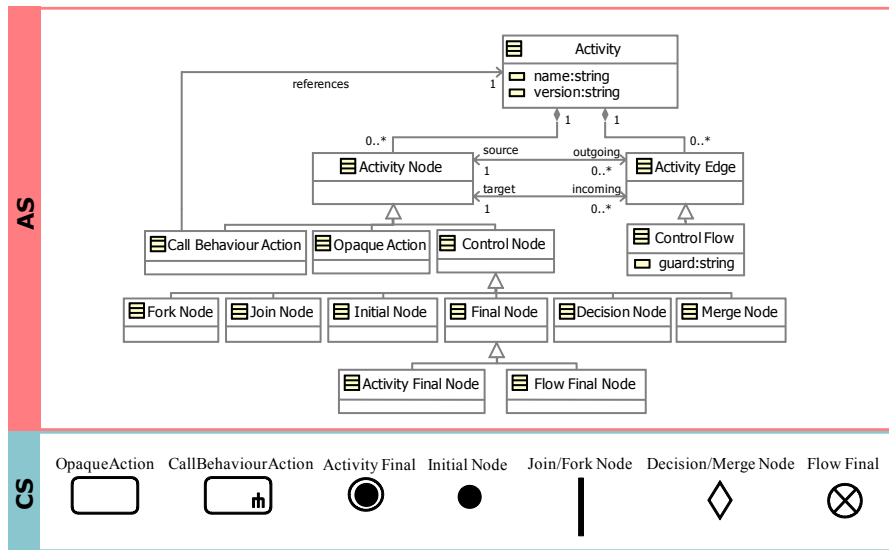 AS
Activity
name:string
version:string
references
1
1
1
0..*
0..*
source
outgoing
Activity Node
Activity Edge
1
0..*
target
incoming
1
0..*
Call Behaviour Action
Opaque Action
Control Node
Control Flow
guard:string
Fork Node
Join Node
Initial Node
Final Node
Decision Node
Merge Node
Activity Final Node
Flow Final Node
CS
OpaqueAction
CallBehaviourAction
Activity Final
Initial Node
Join/Fork Node
Decision/Merge Node
Flow Final